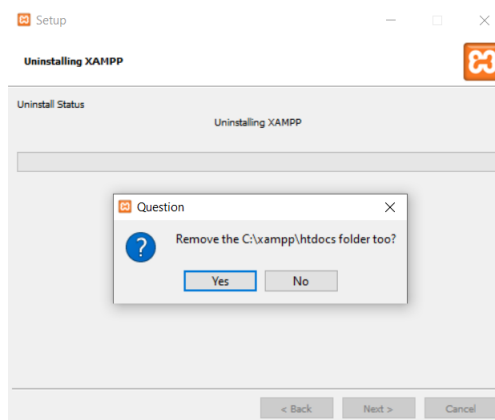 Setup
Uninstalling XAMPP
Uninstall Status
Uninstalling XAMPP
Question
Remove the C:\xampp\htdocs folder too?
Yes No
< Back Next > Cancel